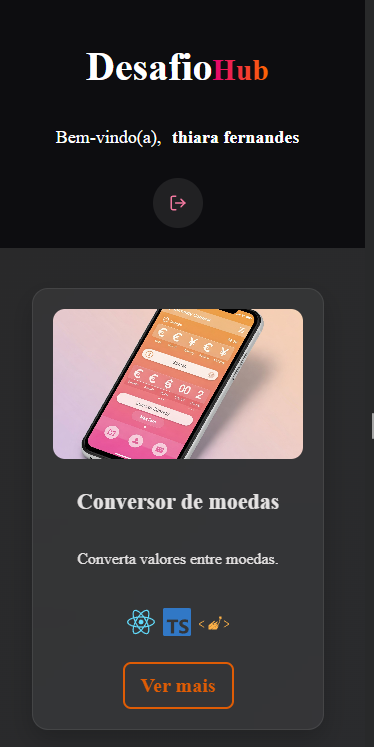 DesafioHub
Bem-vindo(a), thiara fernandes
Conversor de moedas
Converta valores entre moedas.
TS
Ver mais